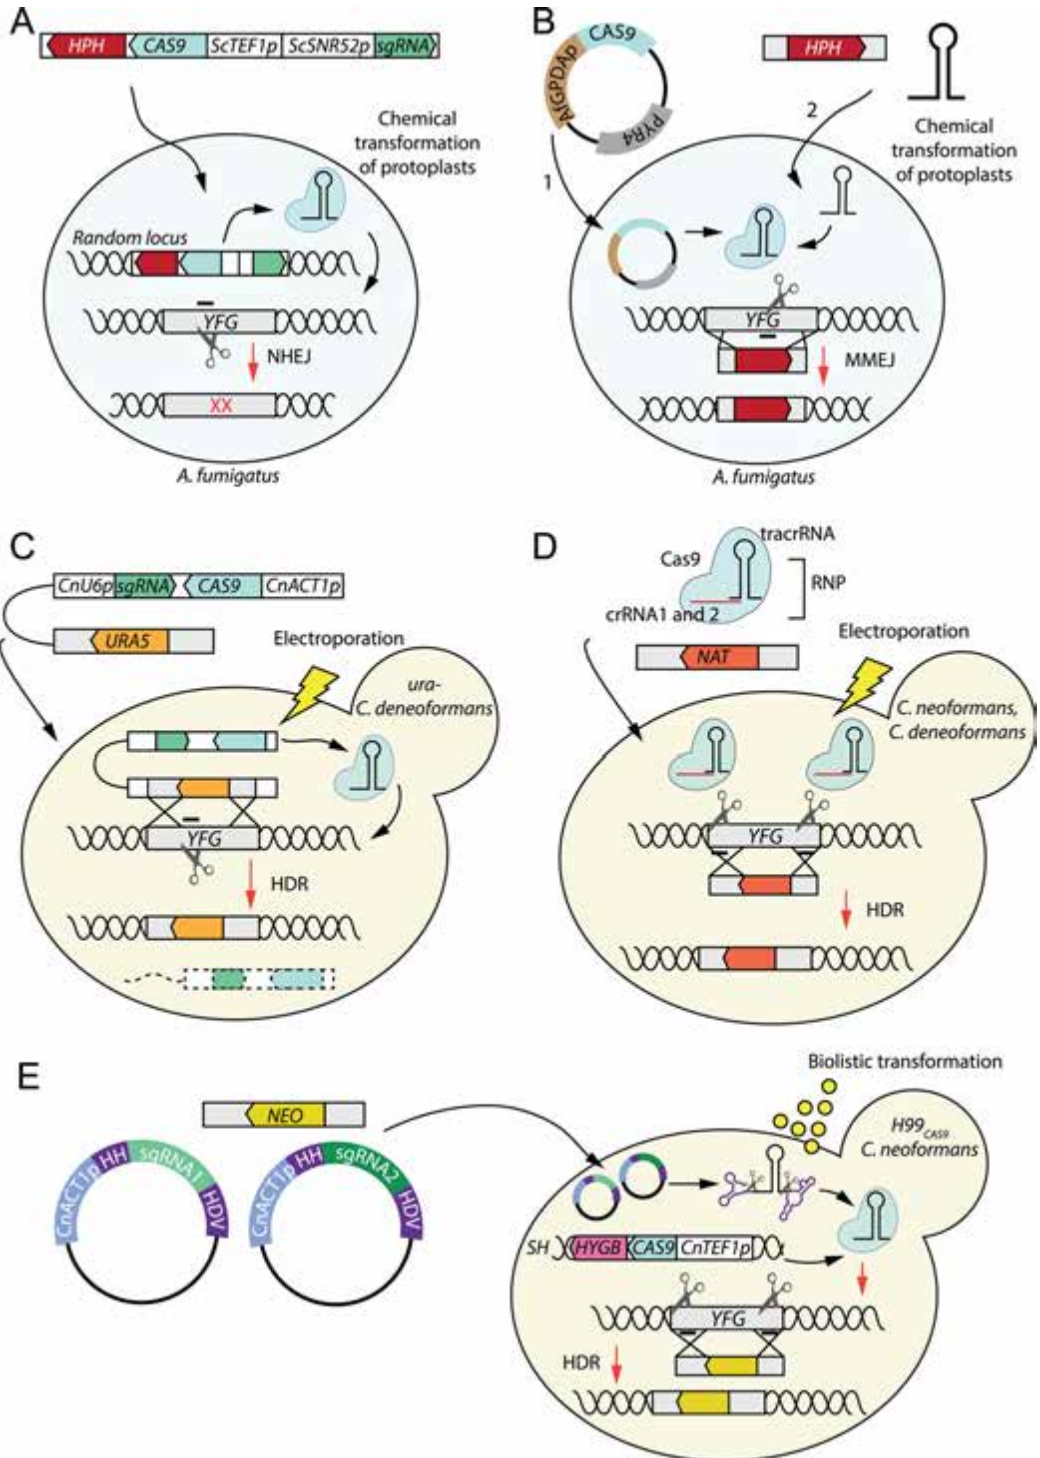 A
HPH CAS9 ScTEF1p ScSNR52p sgRNA
Chemical
transformation
of protoplasts
Random locus
YFG
NHEJ
XX
A. fumigatus
B
CAS9
AfGPDAp
PYR4
HPH
1
2
Chemical
transformation
of protoplasts
YFG
MMEJ
A. fumigatus
C
CnU6p sgRNA CAS9 CnACT1p
URA5
Electroporation
ura-
C. deneoformans
YFG
HDR
D
tracrRNA
Cas9
RNP
crRNA1 and 2
NAT
Electroporation
C. neoformans,
C. deneoformans
YFG
HDR
E
NEO
CnACT1p HH sgRNA1 HDV
CnACT1p HH sgRNA2 HDV
Biolistic transformation
H99CAS9
C. neoformans
SH HYGB CAS9 CnTEF1p
YFG
HDR